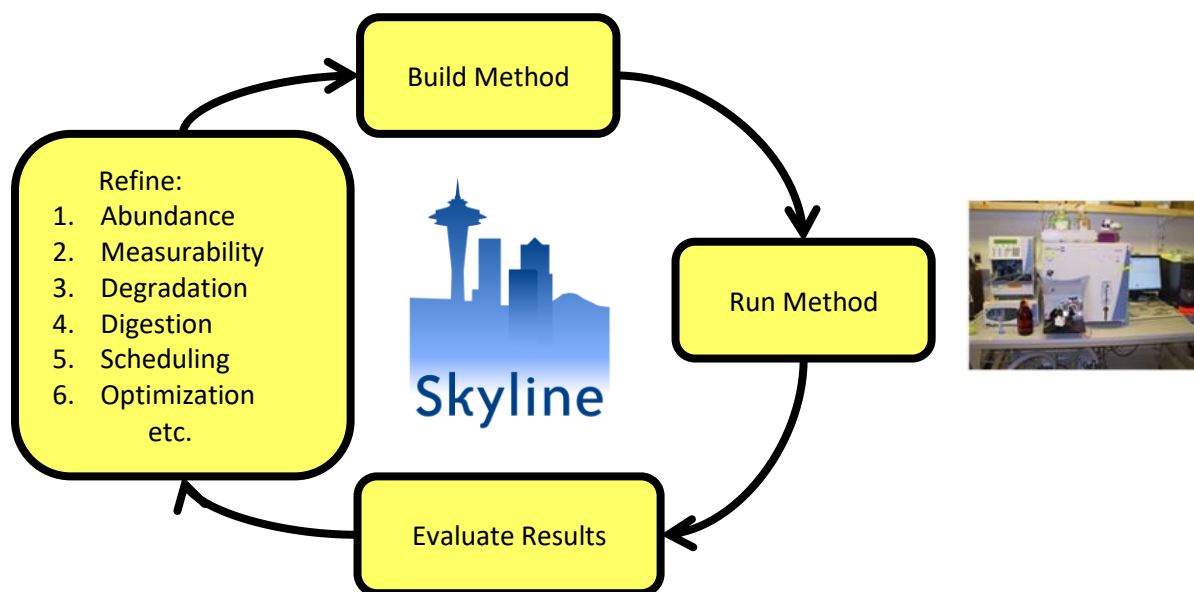 Build Method
Refine:
1. Abundance
2. Measurability
3. Degradation
4. Digestion
5. Scheduling
6. Optimization
etc.
Skyline
Run Method
Evaluate Results